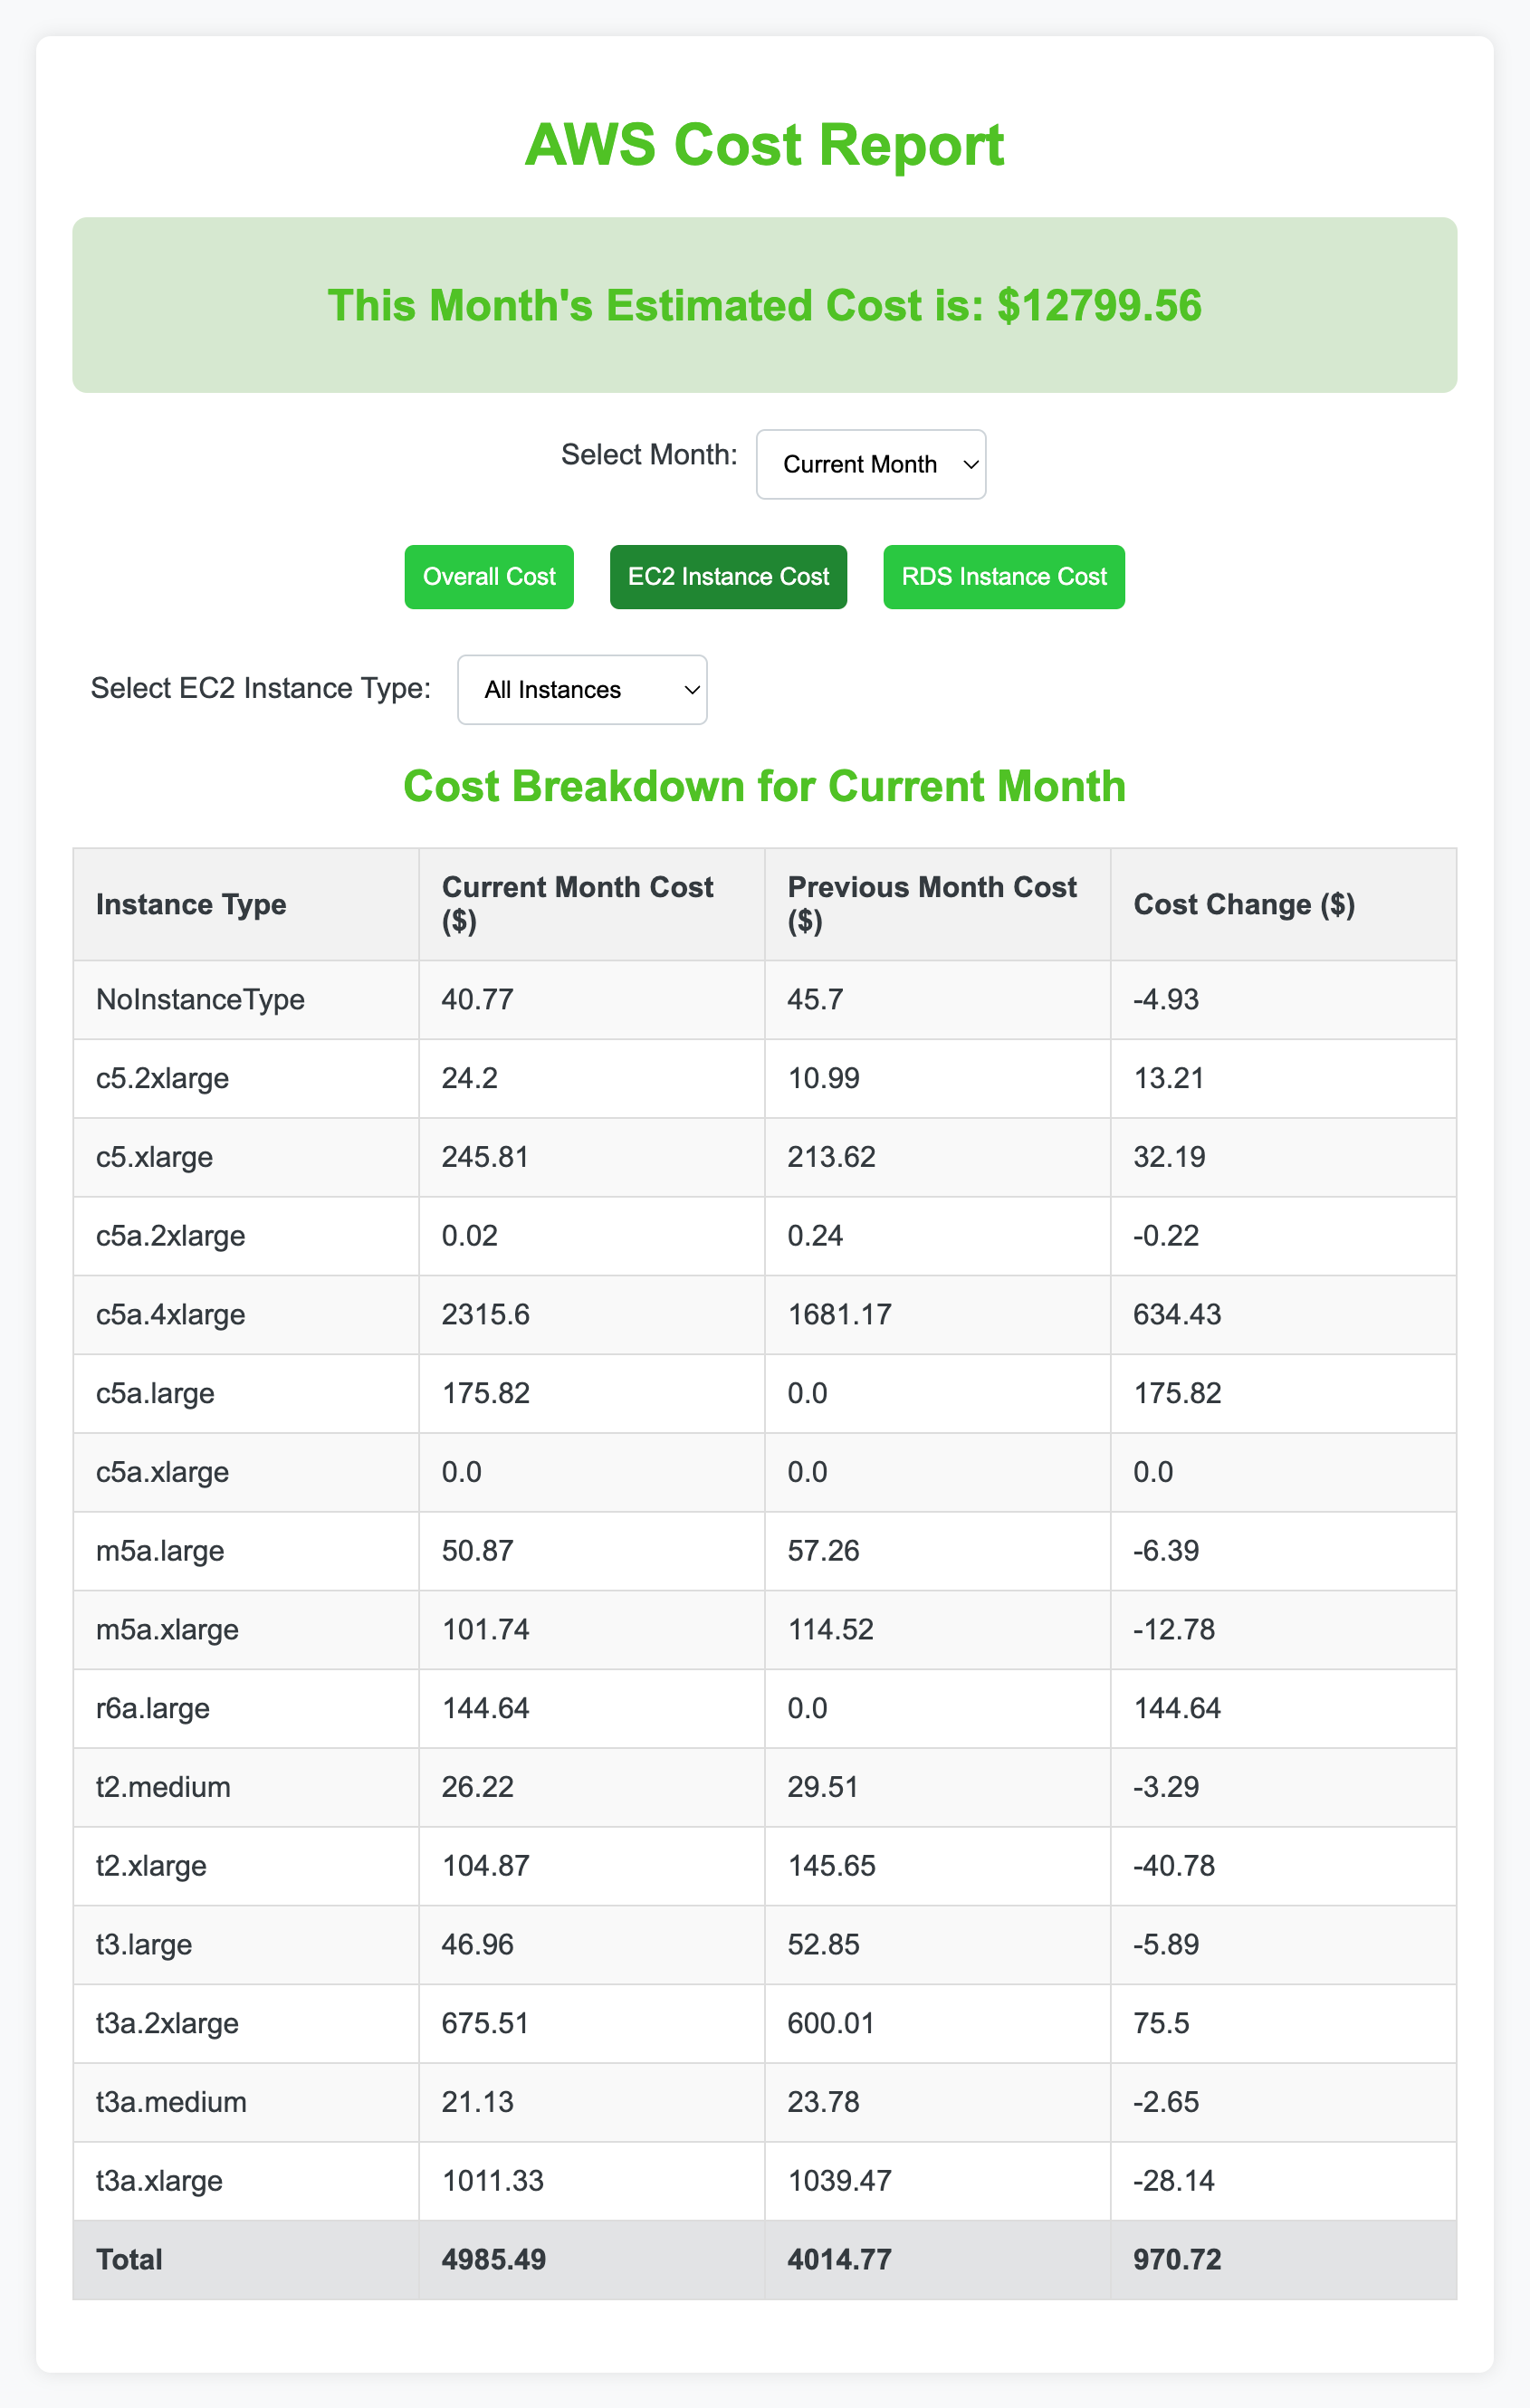 AWS Cost Report
This Month's Estimated Cost is: $12799.56
Select Month: Current Month
Overall Cost EC2 Instance Cost RDS Instance Cost
Select EC2 Instance Type: All Instances
Cost Breakdown for Current Month
Instance Type Current Month Cost ($) Previous Month Cost ($) Cost Change ($)
NoInstanceType 40.77 45.7 -4.93
c5.2xlarge 24.2 10.99 13.21
c5.xlarge 245.81 213.62 32.19
c5a.2xlarge 0.02 0.24 -0.22
c5a.4xlarge 2315.6 1681.17 634.43
c5a.large 175.82 0.0 175.82
c5a.xlarge 0.0 0.0 0.0
m5a.large 50.87 57.26 -6.39
m5a.xlarge 101.74 114.52 -12.78
r6a.large 144.64 0.0 144.64
t2.medium 26.22 29.51 -3.29
t2.xlarge 104.87 145.65 -40.78
t3.large 46.96 52.85 -5.89
t3a.2xlarge 675.51 600.01 75.5
t3a.medium 21.13 23.78 -2.65
t3a.xlarge 1011.33 1039.47 -28.14
Total 4985.49 4014.77 970.72